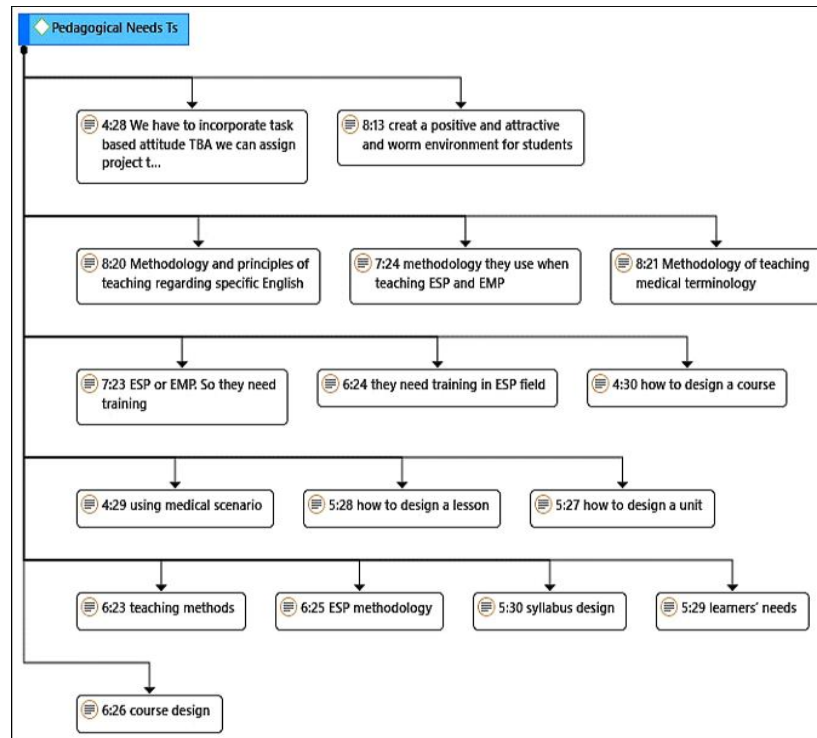 Pedagogical Needs Ts
4:28 We have to incorporate task
based attitude TBA we can assign
project t...
8:13 creat a positive and attractive
and worm environment for students
8:20 Methodology and principles of
teaching regarding specific English
7:24 methodology they use when
teaching ESP and EMP
8:21 Methodology of teaching
medical terminology
7:23 ESP or EMP. So they need
training
6:24 they need training in ESP field
4:30 how to design a course
4:29 using medical scenario
5:28 how to design a lesson
5:27 how to design a unit
6:23 teaching methods
6:25 ESP methodology
5:30 syllabus design
5:29 learners' needs
6:26 course design